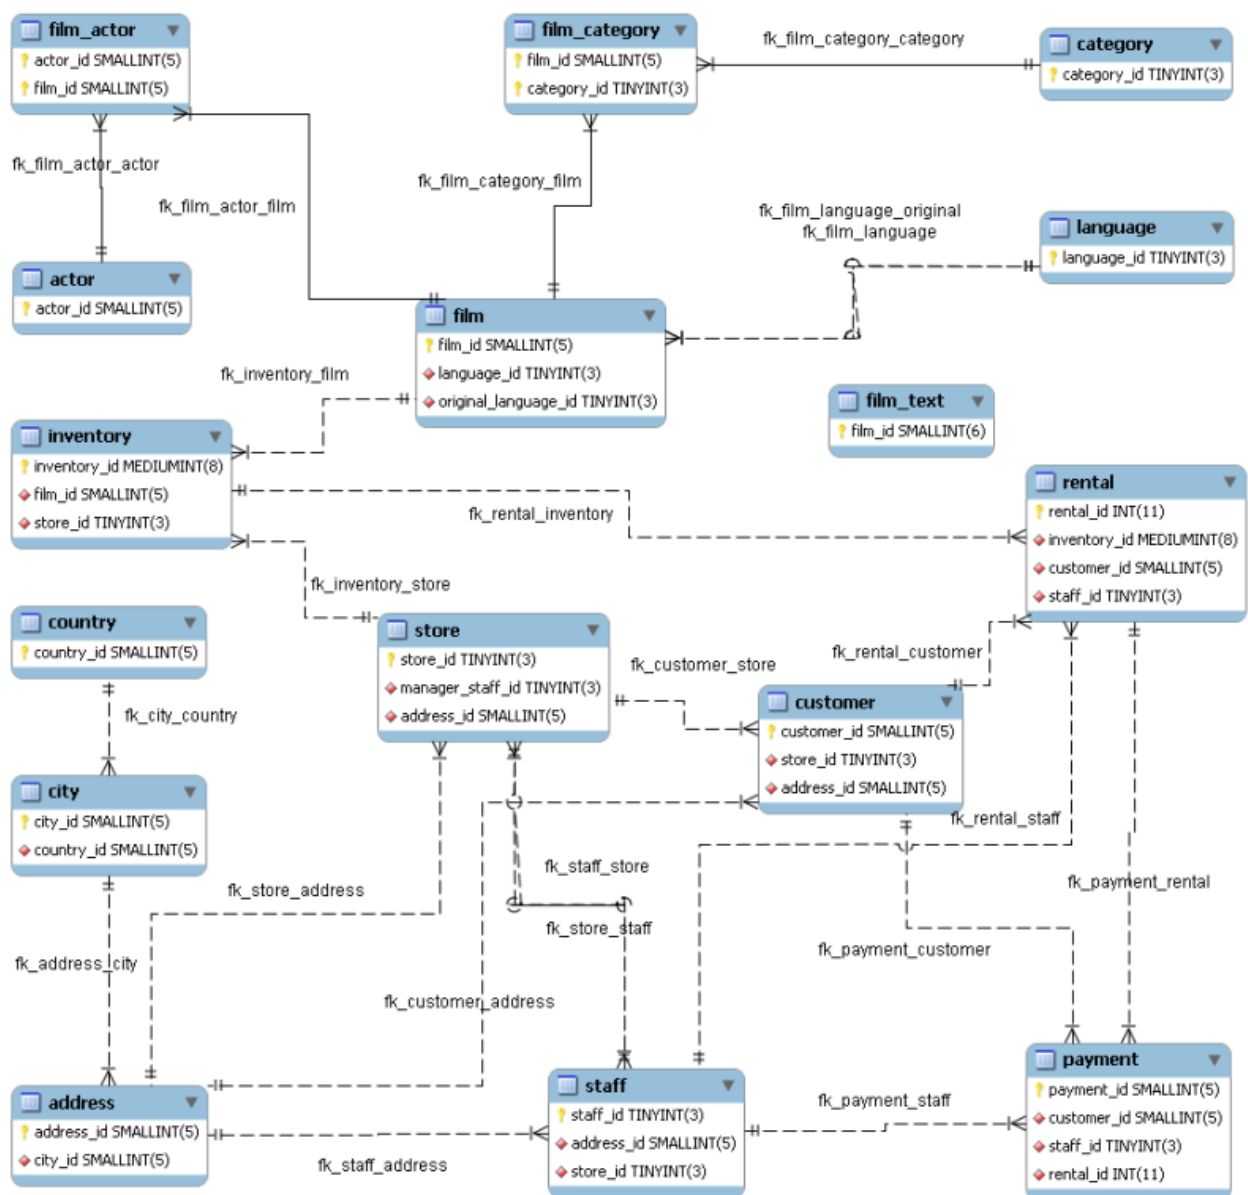 film_actor
actor_id SMALLINT(5)
film_id SMALLINT(5)
film_category
film_id SMALLINT(5)
category_id TINYINT(3)
fk_film_category_category
category
category_id TINYINT(3)
fk_film_actor_actor
fk_film_actor_film
fk_film_category_film
fk_film_language_original
fk_film_language
language
language_id TINYINT(3)
actor
actor_id SMALLINT(5)
film
film_id SMALLINT(5)
language_id TINYINT(3)
original_language_id TINYINT(3)
fk_inventory_film
film_text
film_id SMALLINT(6)
inventory
inventory_id MEDIUMINT(8)
film_id SMALLINT(5)
store_id TINYINT(3)
fk_rental_inventory
rental
rental_id INT(11)
inventory_id MEDIUMINT(8)
customer_id SMALLINT(5)
staff_id TINYINT(3)
fk_inventory_store
country
country_id SMALLINT(5)
store
store_id TINYINT(3)
manager_staff_id TINYINT(3)
address_id SMALLINT(5)
fk_customer_store
fk_rental_customer
customer
customer_id SMALLINT(5)
store_id TINYINT(3)
address_id SMALLINT(5)
fk_city_country
city
city_id SMALLINT(5)
country_id SMALLINT(5)
fk_rental_staff
fk_staff_store
fk_store_address
fk_payment_rental
fk_store_staff
fk_payment_customer
fk_address_city
fk_customer_address
address
address_id SMALLINT(5)
city_id SMALLINT(5)
fk_staff_address
staff
staff_id TINYINT(3)
address_id SMALLINT(5)
store_id TINYINT(3)
fk_payment_staff
payment
payment_id SMALLINT(5)
customer_id SMALLINT(5)
staff_id TINYINT(3)
rental_id INT(11)